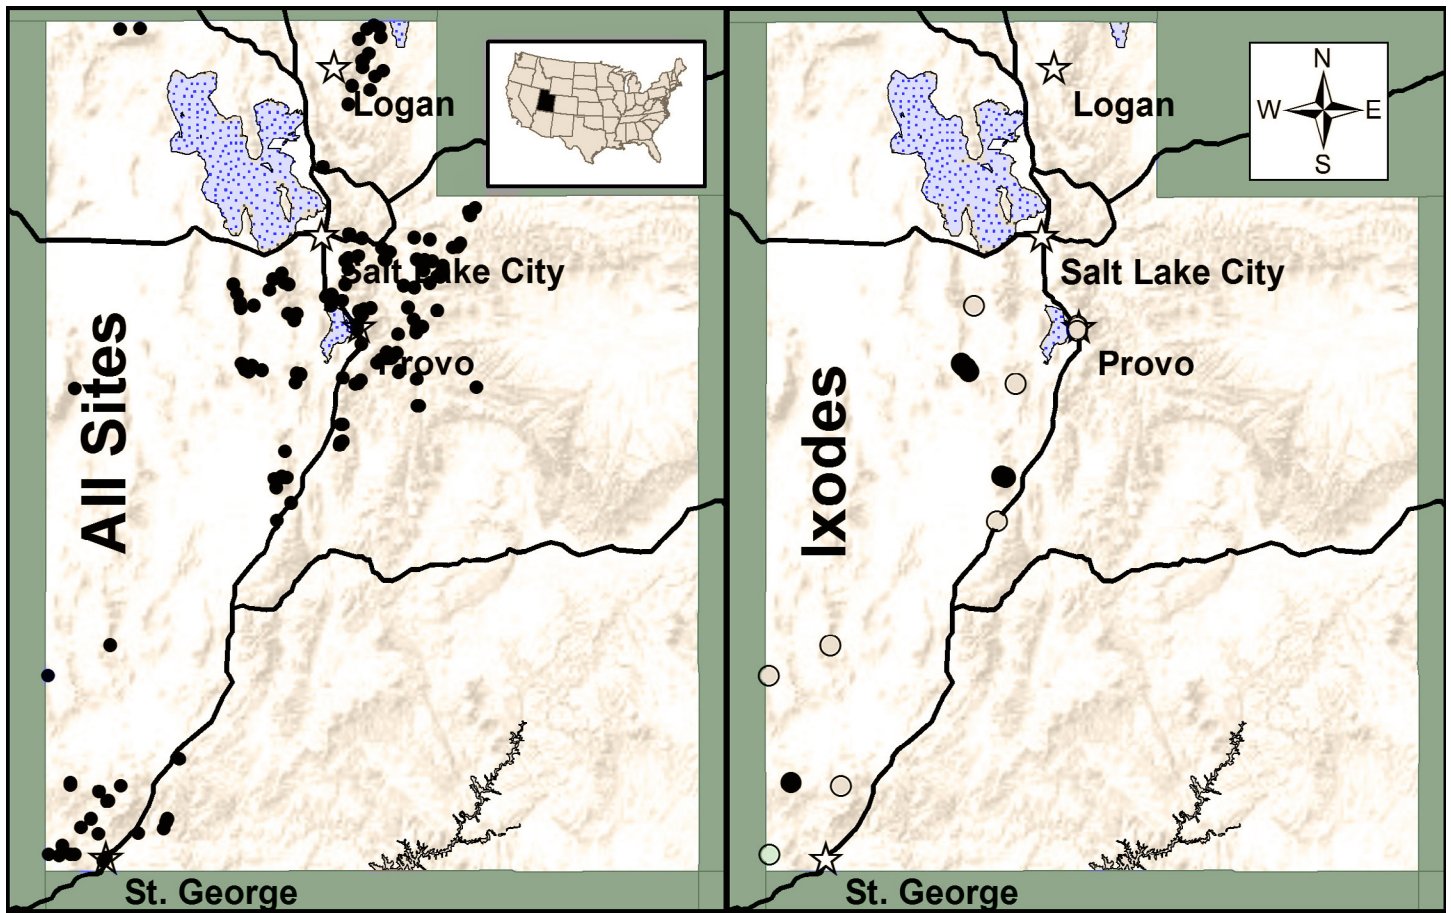 Logan
Salt Lake City
Provo
All Sites
St. George
N
W
E
S
Logan
Salt Lake City
Provo
Ixodes
St. George